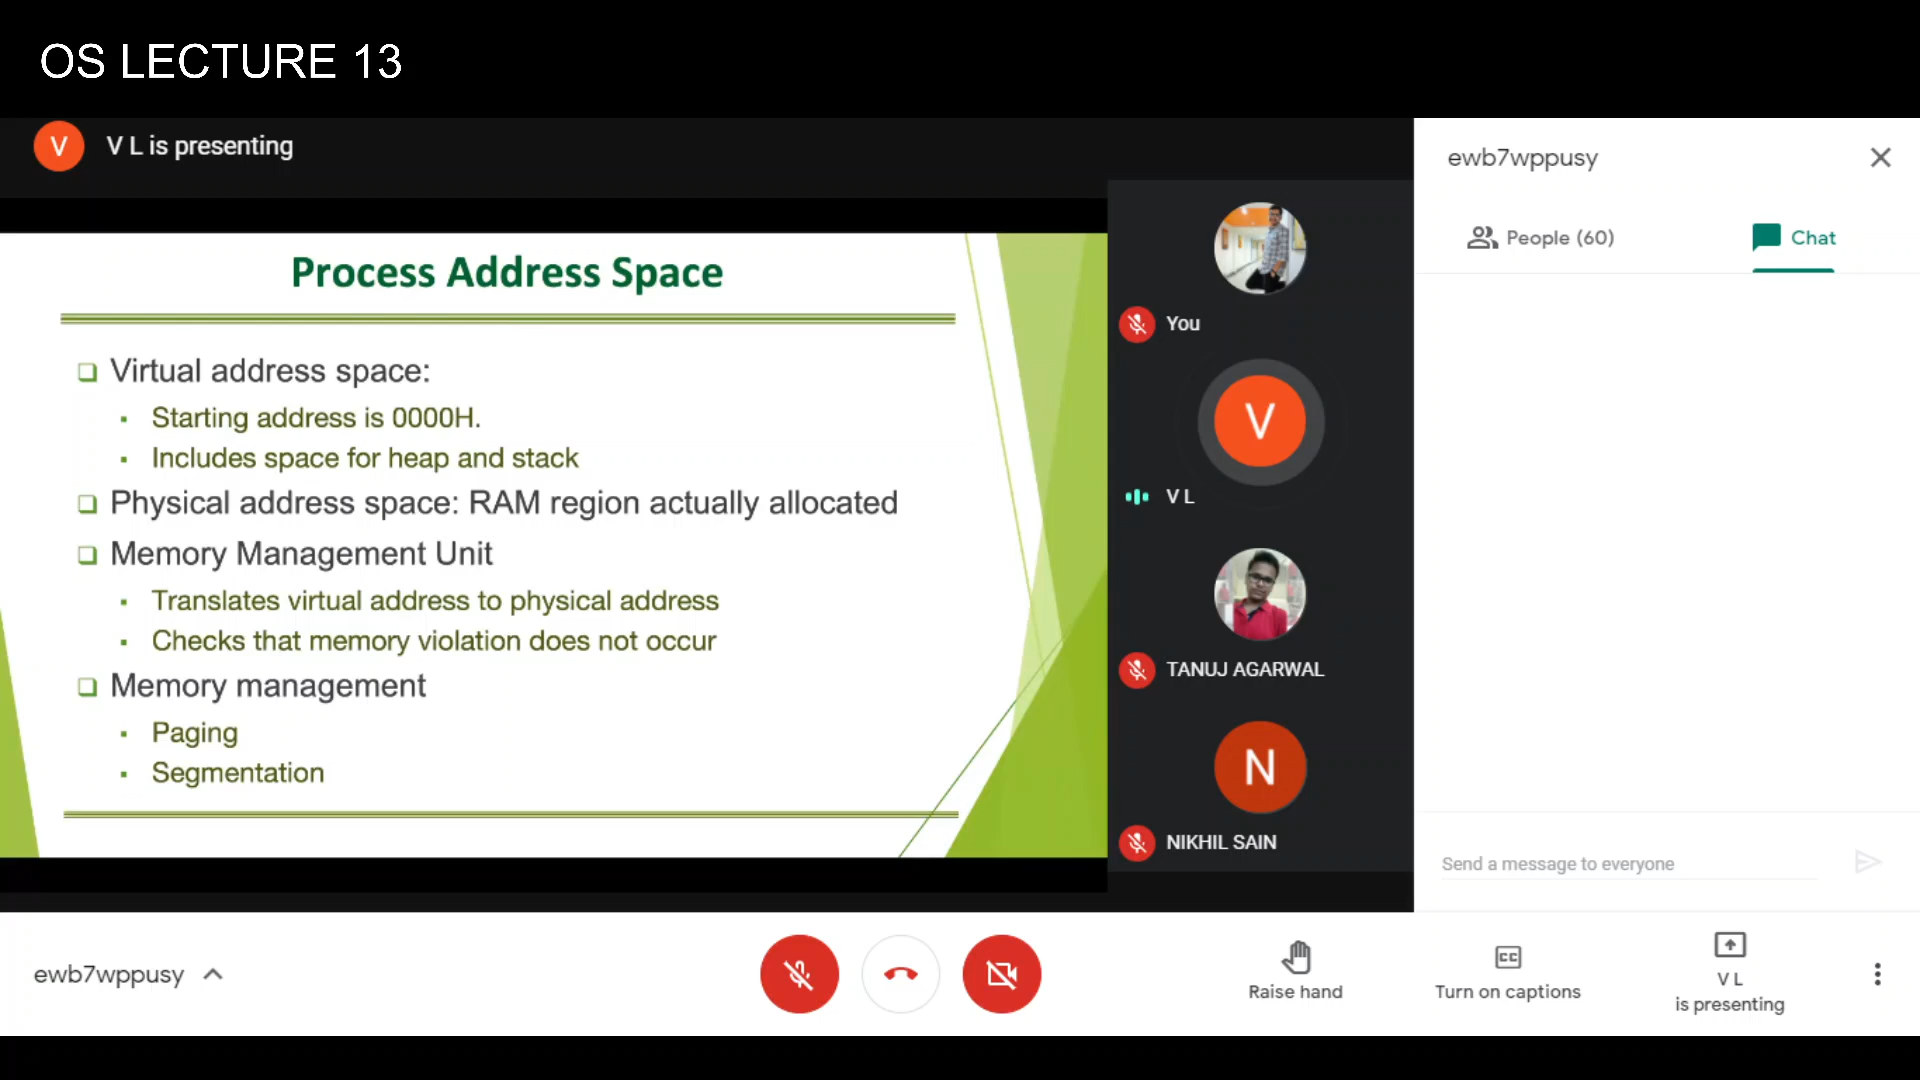 OS LECTURE 13
V
V L is presenting
Process Address Space
Virtual address space:
Starting address is 0000H.
Includes space for heap and stack
Physical address space: RAM region actually allocated
Memory Management Unit
Translates virtual address to physical address
Checks that memory violation does not occur
Memory management
Paging
Segmentation
You
V
V L
TANUJ AGARWAL
N
NIKHIL SAIN
ewb7wppusy
People (60)
Chat
Send a message to everyone
ewb7wppusy
Raise hand
CC
Turn on captions
V L
is presenting